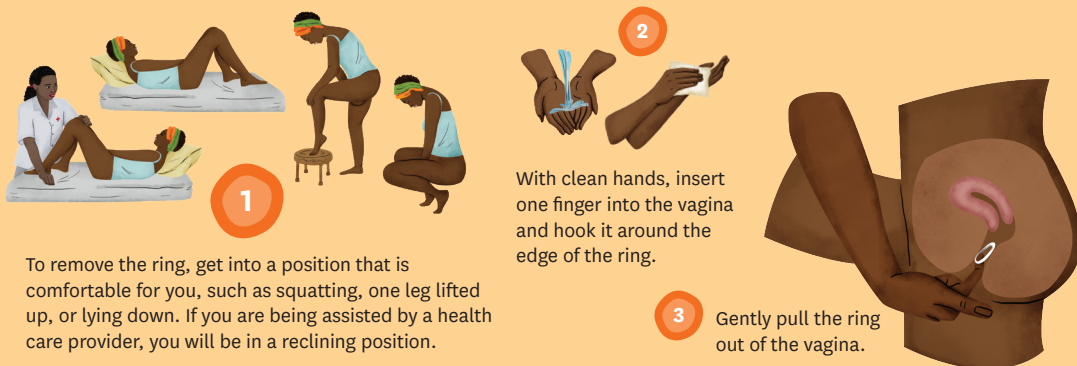 1
To remove the ring, get into a position that is
comfortable for you, such as squatting, one leg lifted
up, or lying down. If you are being assisted by a health
care provider, you will be in a reclining position.
2
With clean hands, insert
one finger into the vagina
and hook it around the
edge of the ring.
3
Gently pull the ring
out of the vagina.